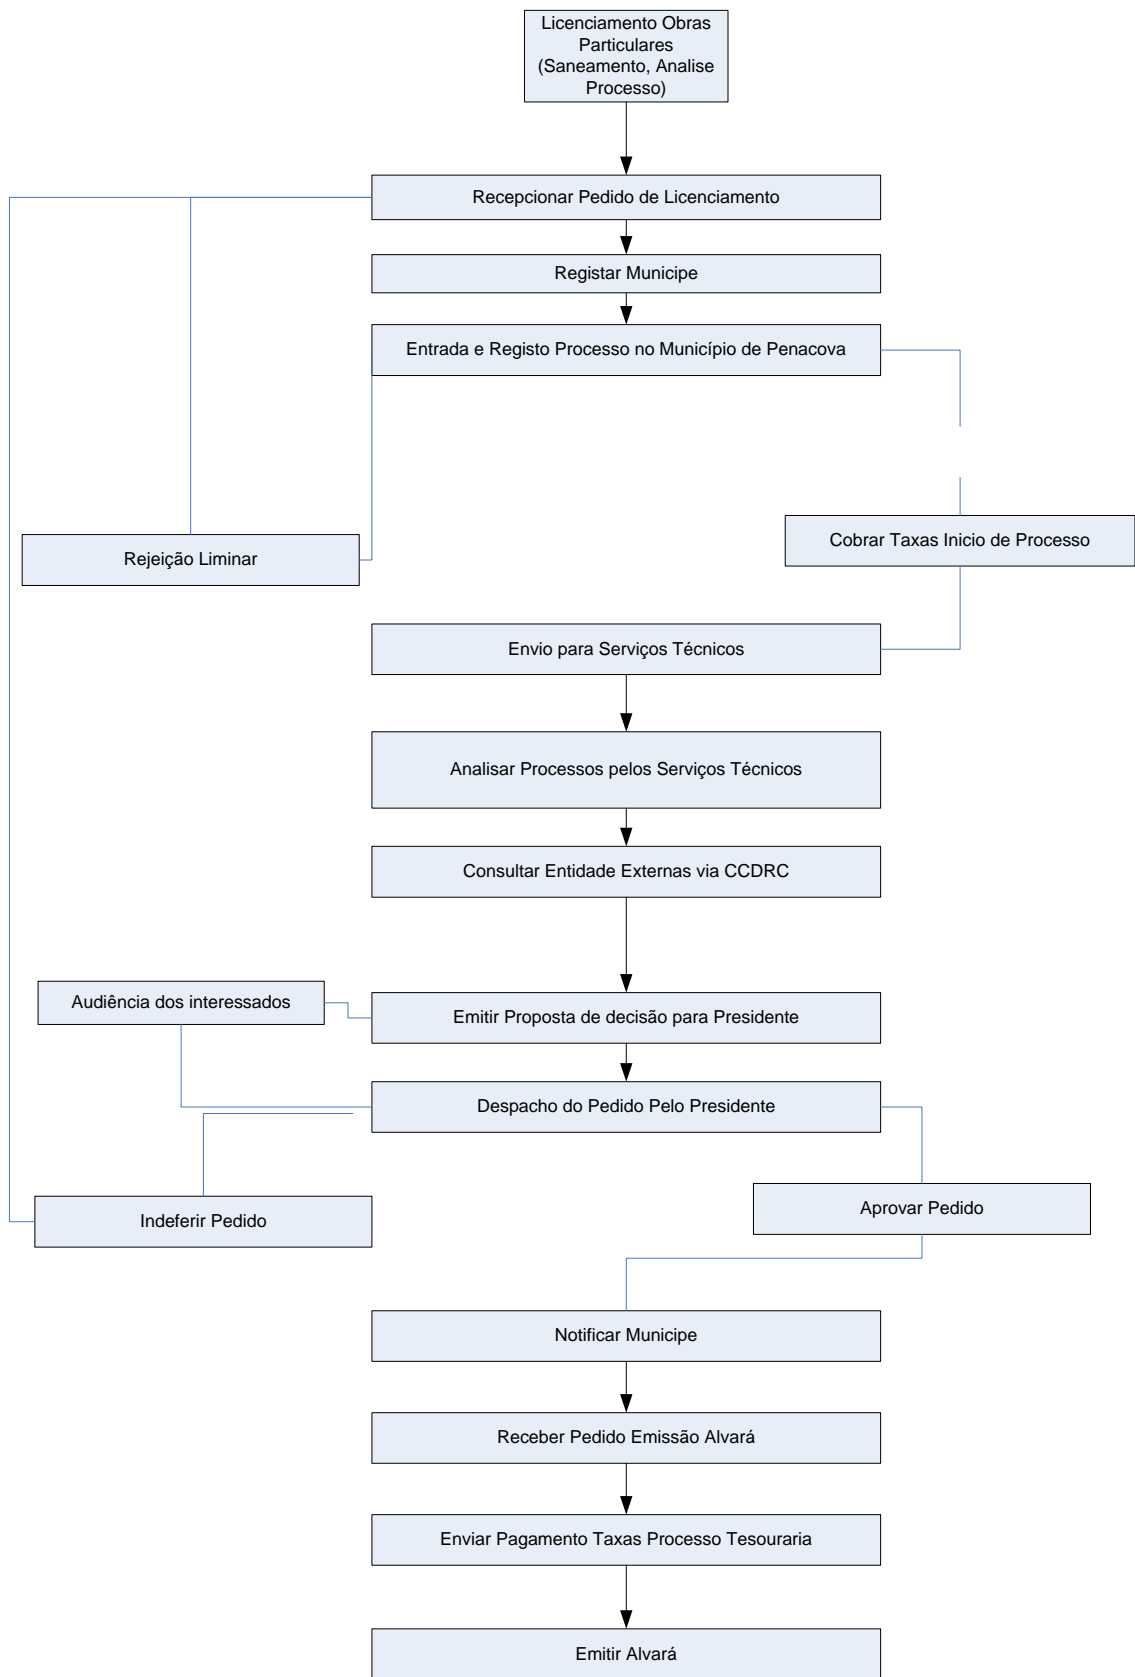 Licenciamento Obras
Particulares
(Saneamento, Analise
Processo)
Recepcionar Pedido de Licenciamento
Registar Municipe
Entrada e Registo Processo no Município de Penacova
Cobrar Taxas Inicio de Processo
Rejeição Liminar
Envio para Serviços Técnicos
Analisar Processos pelos Serviços Técnicos
Consultar Entidade Externas via CCDRC
Audiência dos interessados
Emitir Proposta de decisão para Presidente
Despacho do Pedido Pelo Presidente
Aprovar Pedido
Indeferir Pedido
Notificar Municipe
Receber Pedido Emissão Alvará
Enviar Pagamento Taxas Processo Tesouraria
Emitir Alvará